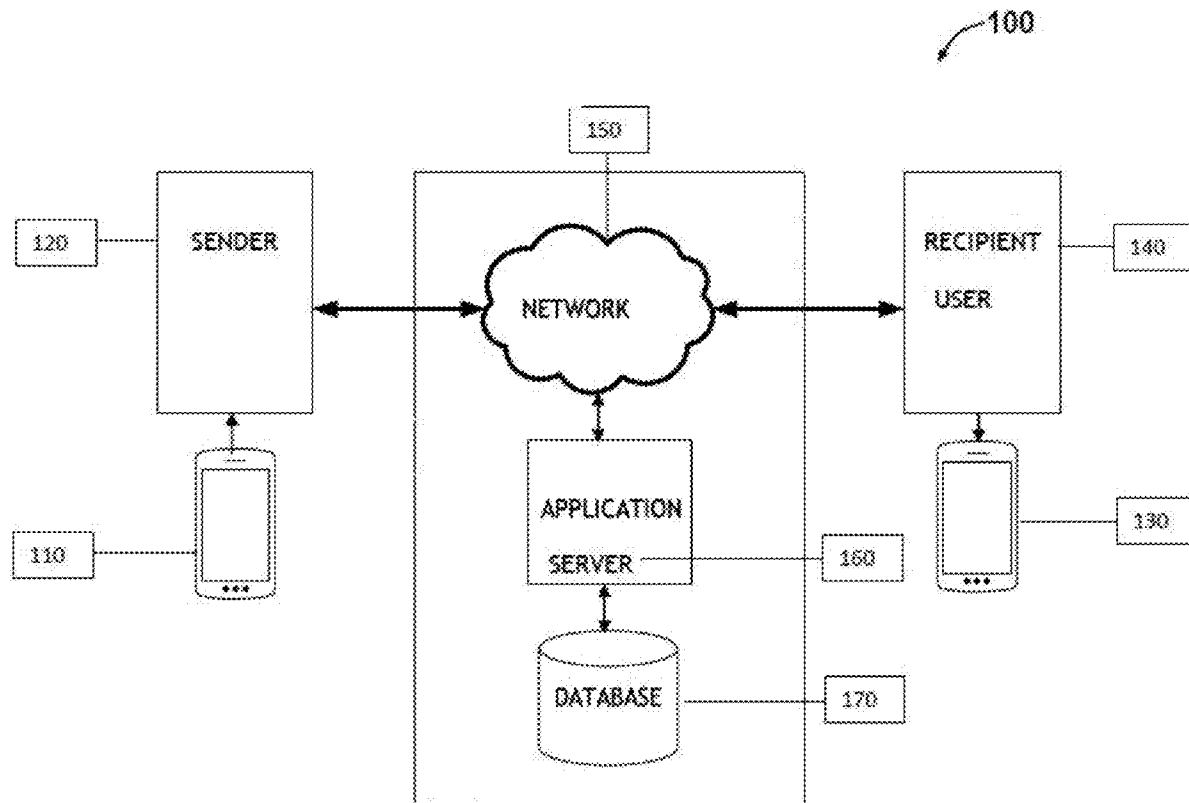 100
150
SENDER
RECIPIENT
120
140
USER
NETWORK
APPLICATION
130
110
SERVER
160
DATABASE
170